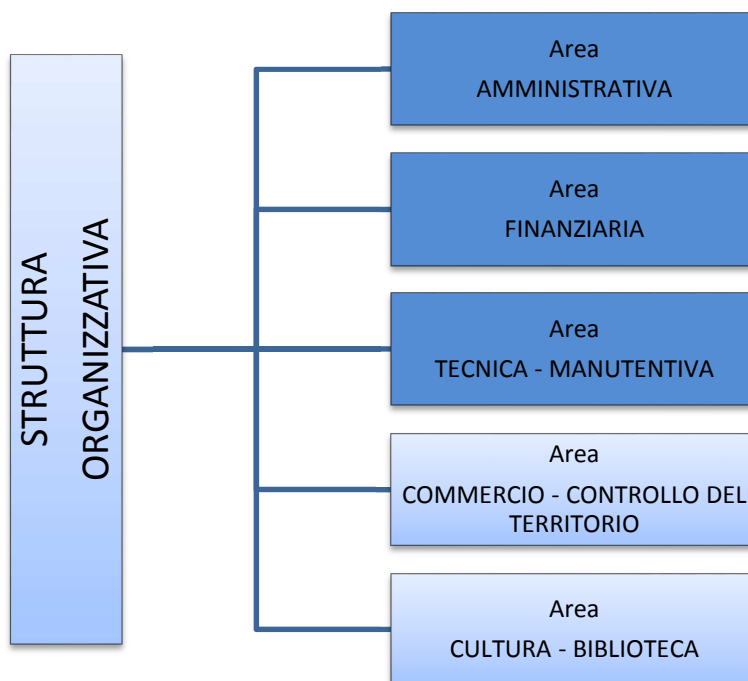 STRUTTURA
ORGANIZZATIVA
Area
AMMINISTRATIVA
Area
FINANZIARIA
Area
TECNICA - MANUTENTIVA
Area
COMMERCIO - CONTROLLO DEL
TERRITORIO
Area
CULTURA - BIBLIOTECA